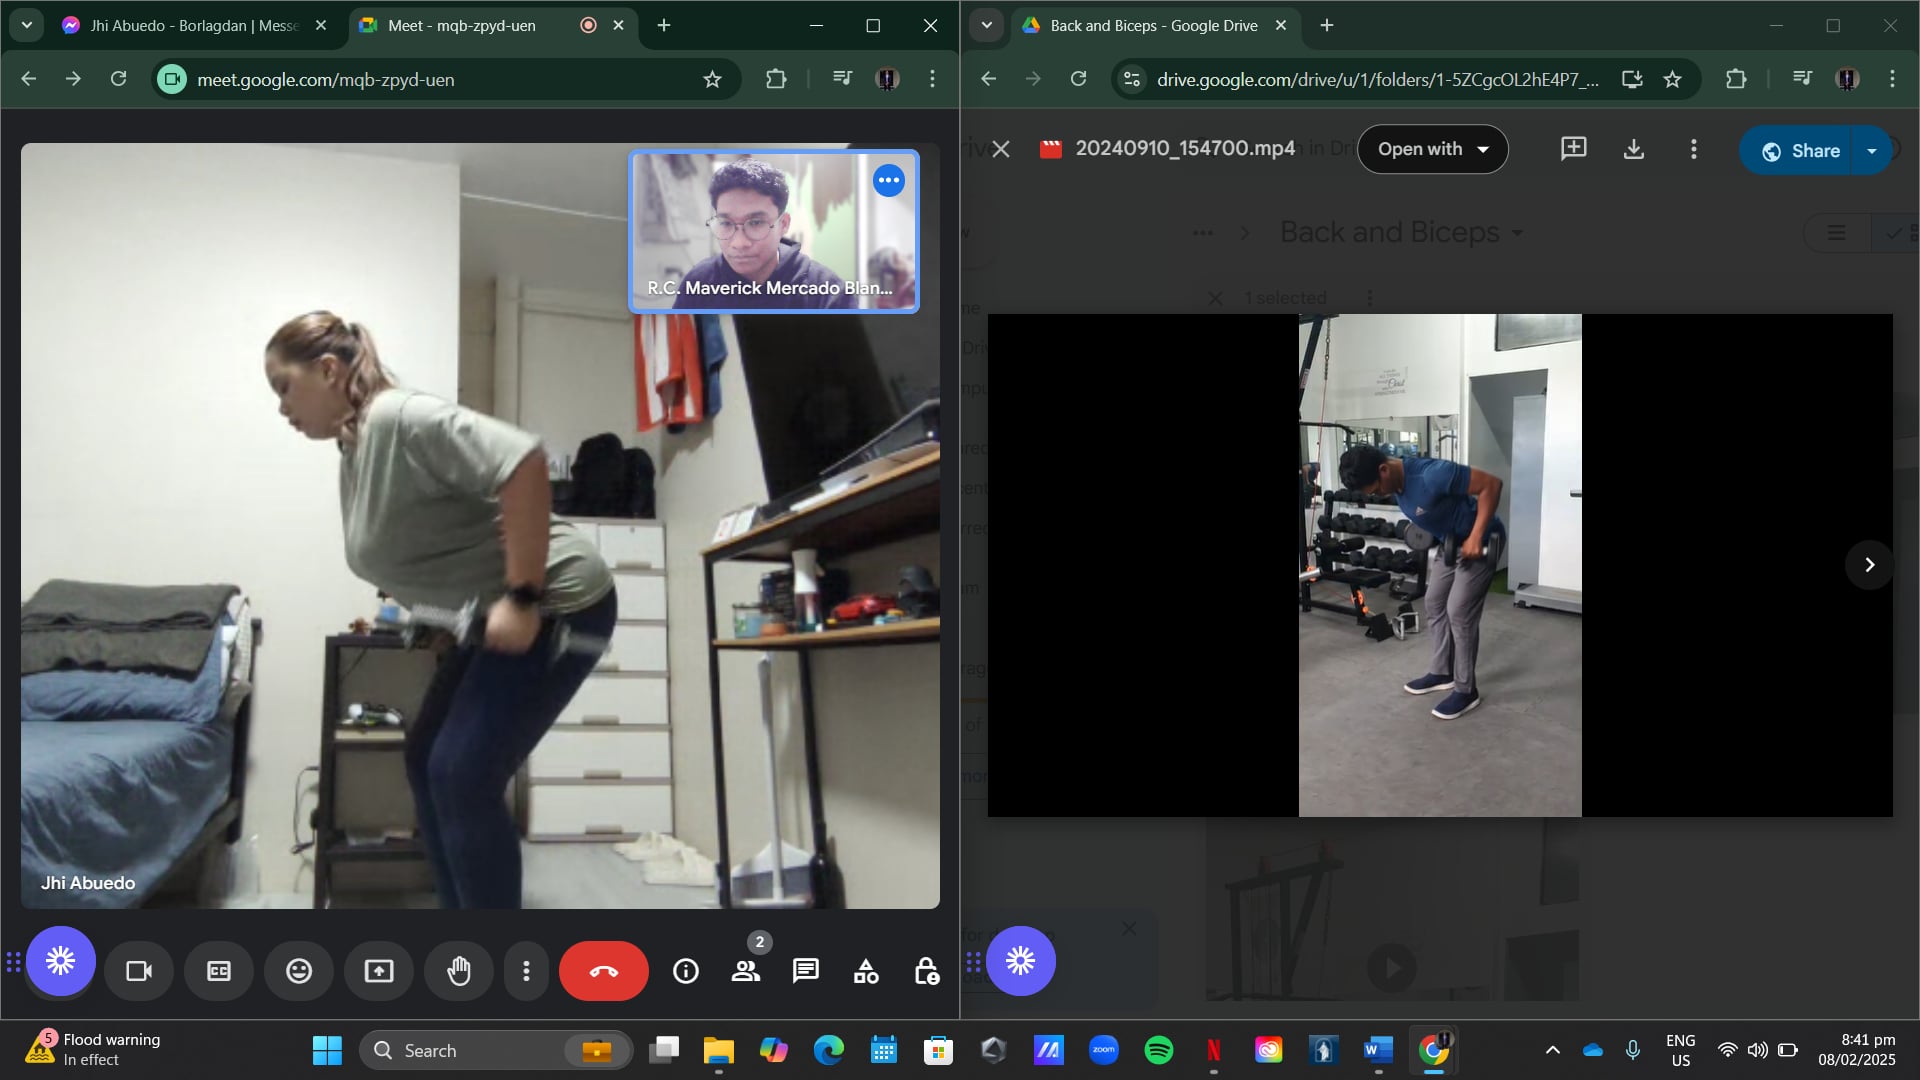 Jhi Abuedo - Borlagdan | Messe
Meet - mqb-zpyd-uen
meet.google.com/mqb-zpyd-uen
R.C. Maverick Mercado Blan...
Jhi Abuedo
2
Back and Biceps - Google Drive
drive.google.com/drive/u/1/folders/1-5ZCgcOL2hE4P7_...
20240910_154700.mp4
Open with
Share
Back and Biceps
1 selected
5
Flood warning
In effect
Search
zoom
ENG
US
8:41 pm
08/02/2025